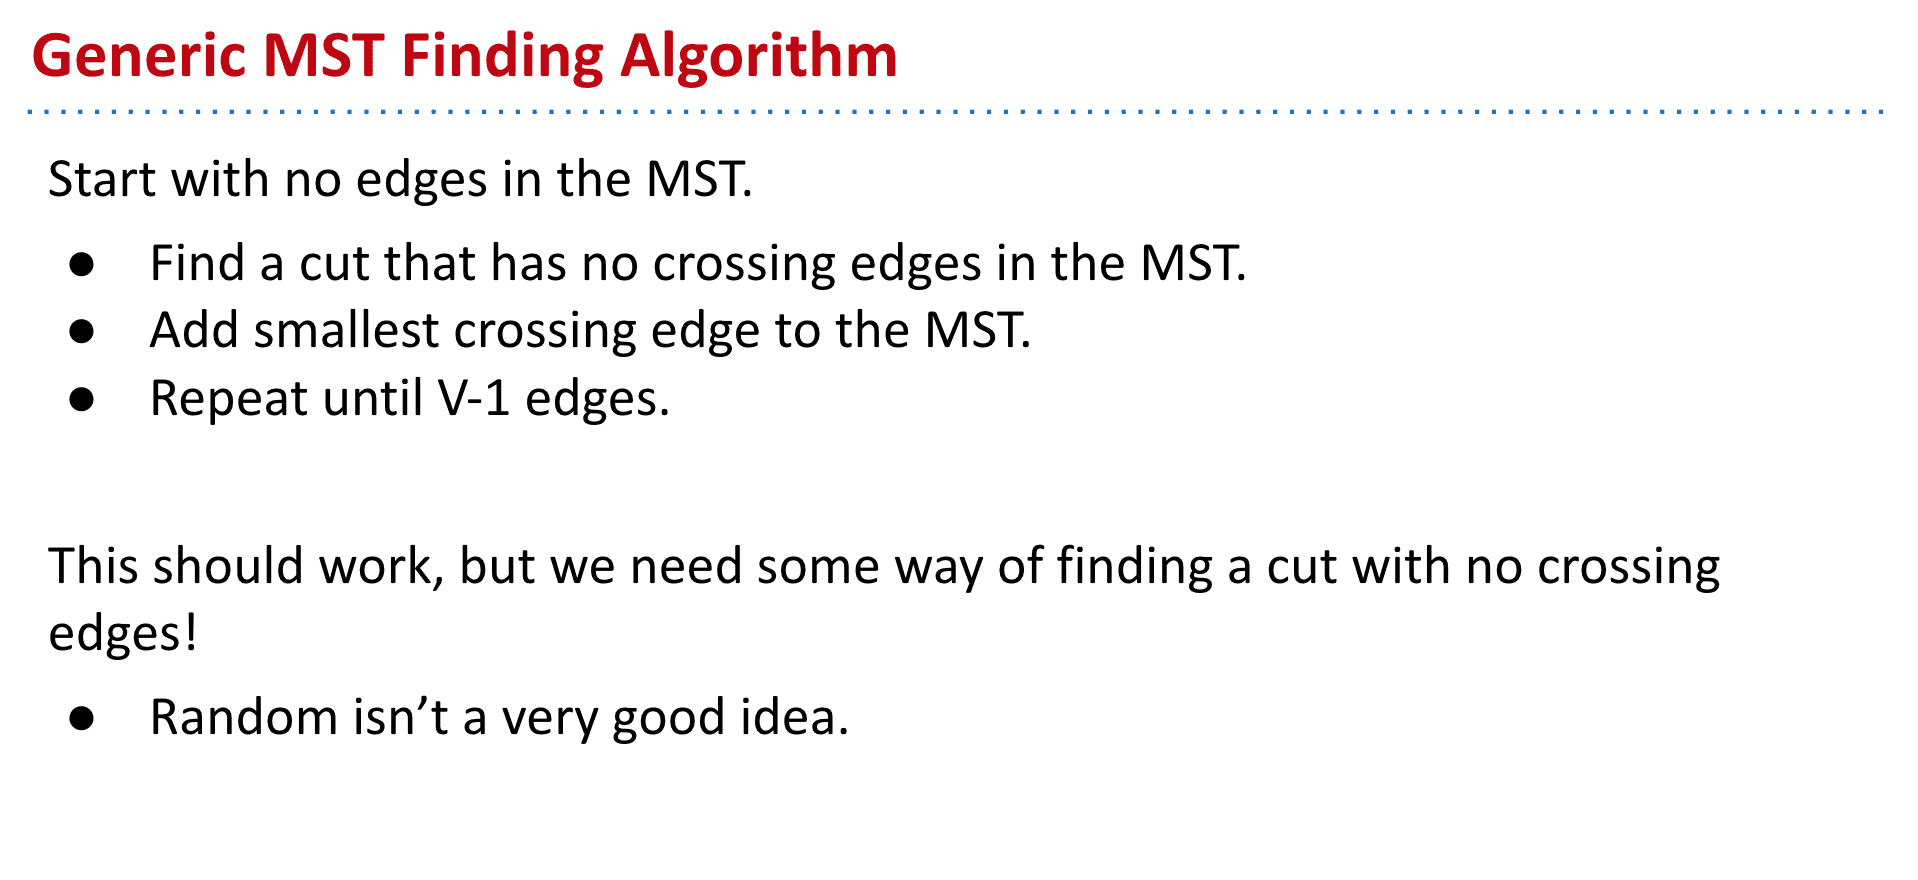 Generic MST Finding Algorithm
Start with no edges in the MST.
● Find a cut that has no crossing edges in the MST.
● Add smallest crossing edge to the MST.
● Repeat until V-1 edges.
This should work, but we need some way of finding a cut with no crossing
edges!
● Random isn’t a very good idea.